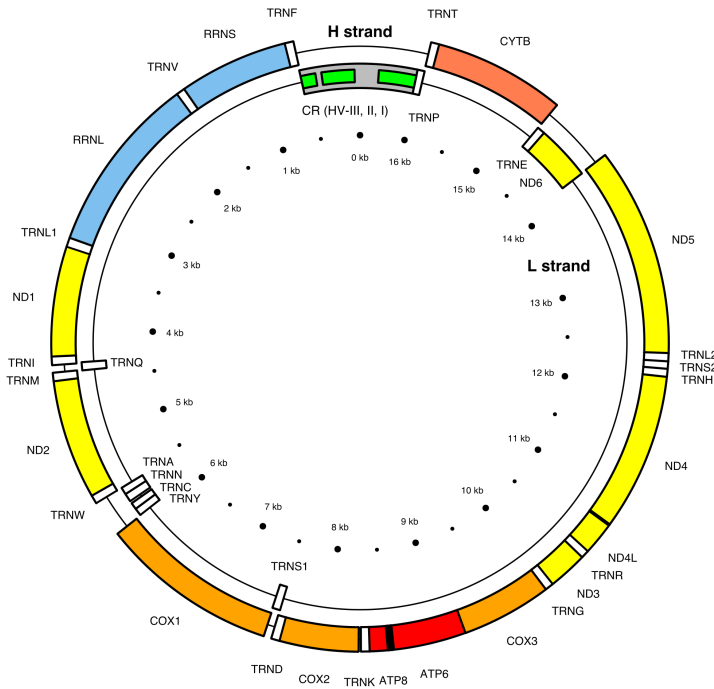 H strand
TRNF
TRNT
RRNS
CYTB
TRNV
CR (HV-III, II, I)
TRNP
RRNL
0 kb
16 kb
1 kb
15 kb
2 kb
14 kb
3 kb
13 kb
4 kb
12 kb
5 kb
11 kb
6 kb
10 kb
7 kb
9 kb
8 kb
TRNE
ND6
TRNL1
ND5
L strand
ND1
TRNI
TRNQ
TRNM
TRNL2
TRNS2
TRNH
ND2
TRNA
TRNN
TRNC
TRNY
TRNW
ND4
ND4L
TRNR
ND3
TRNG
TRNS1
COX1
COX3
TRND
COX2
TRNK
ATP8
ATP6